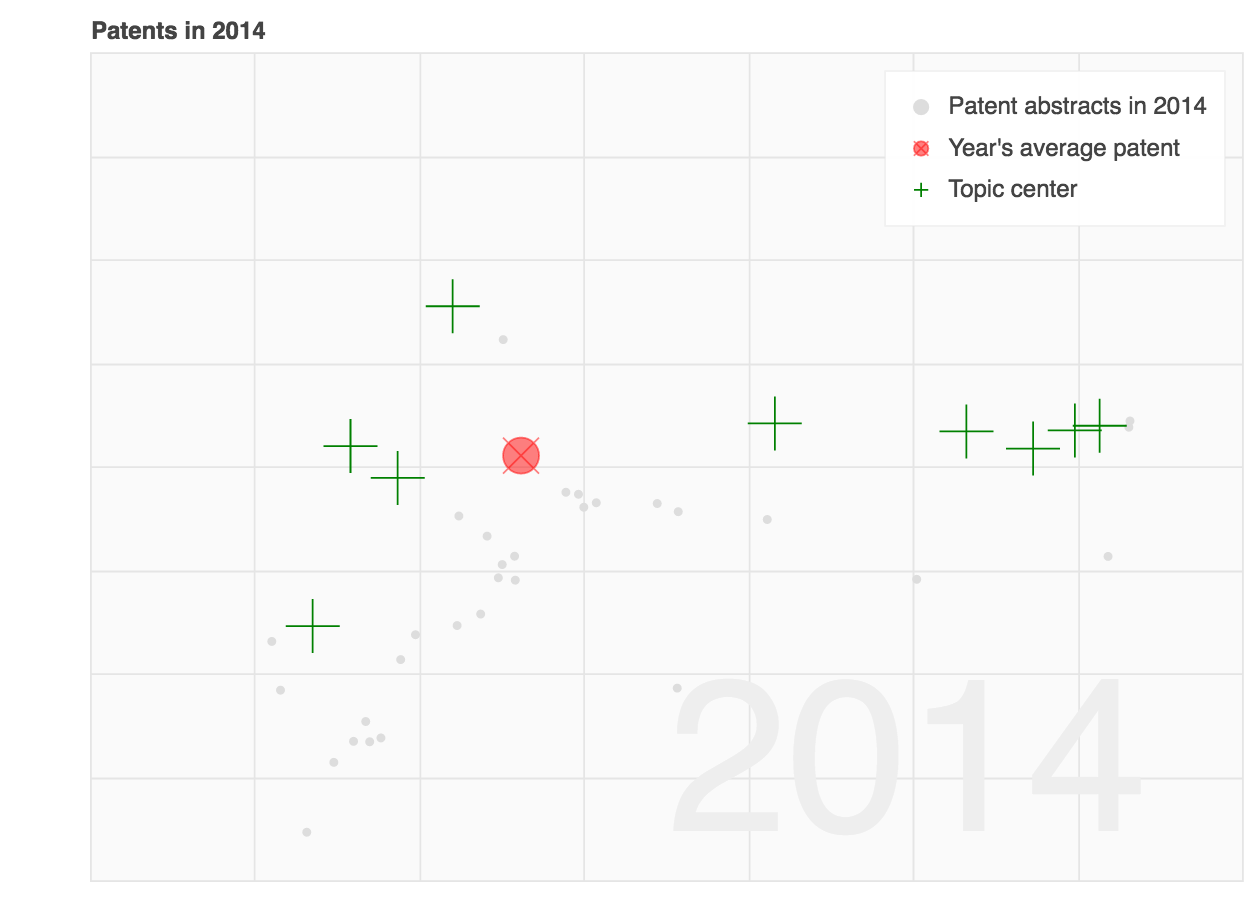 Patents in 2014
Patent abstracts in 2014
Year's average patent
Topic center
2014